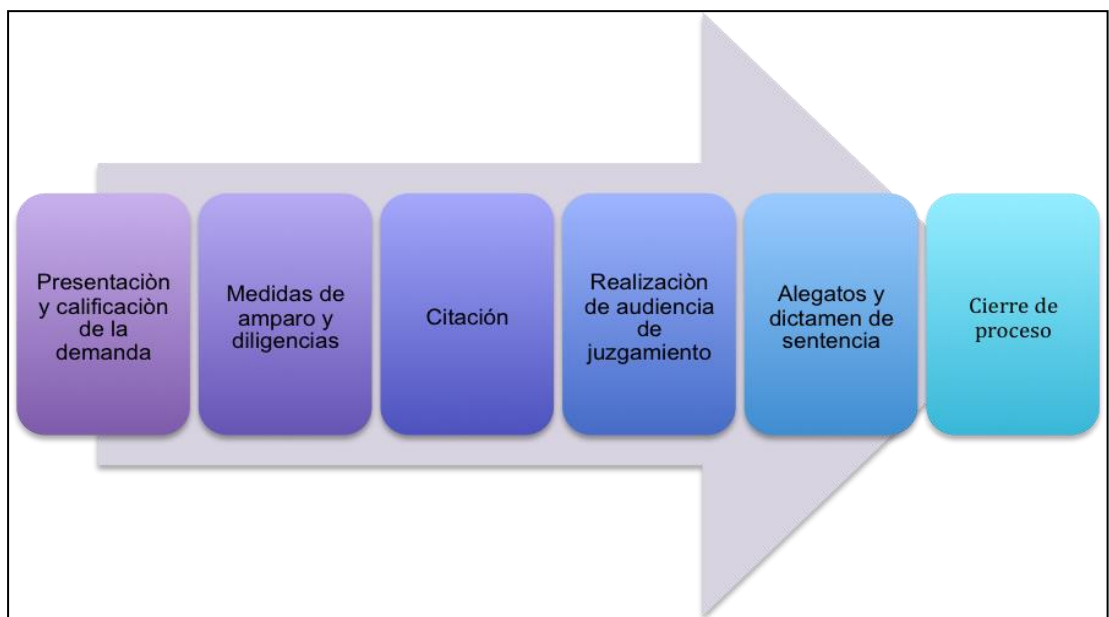 Presentaciòn
y calificaciòn
de la
demanda
Medidas de
amparo y
diligencias
Citación
Realizaciòn
de audiencia
de
juzgamiento
Alegatos y
dictamen de
sentencia
Cierre de
proceso